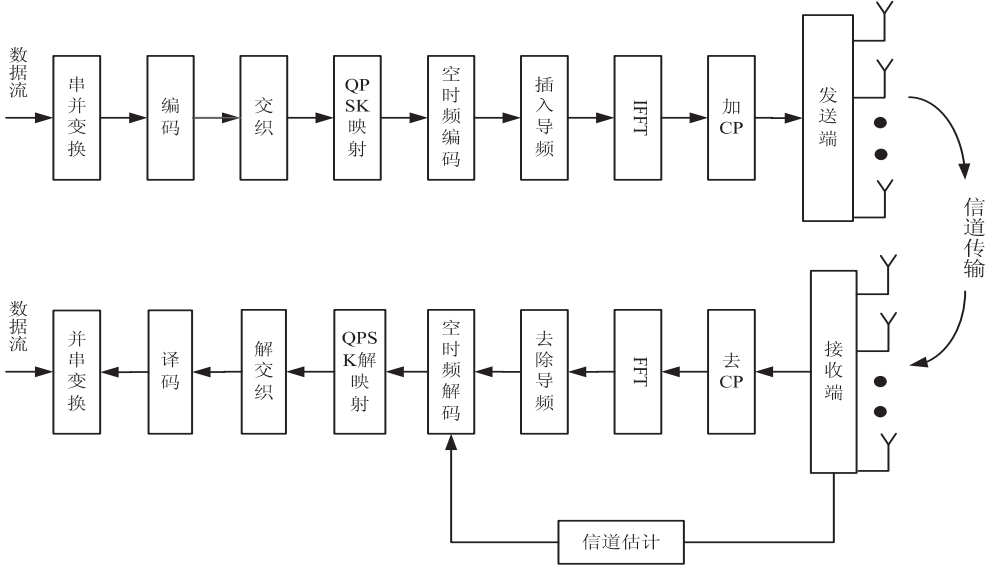 数据流
串并变换
编码
交织
QP
SK
映
射
空时频编码
插入导频
IFFT
加
CP
发送端
信道传输
数据流
并串变换
译码
解交织
QPS
K解
映
射
空时频解码
去除导频
FFT
去
CP
接收端
信道估计